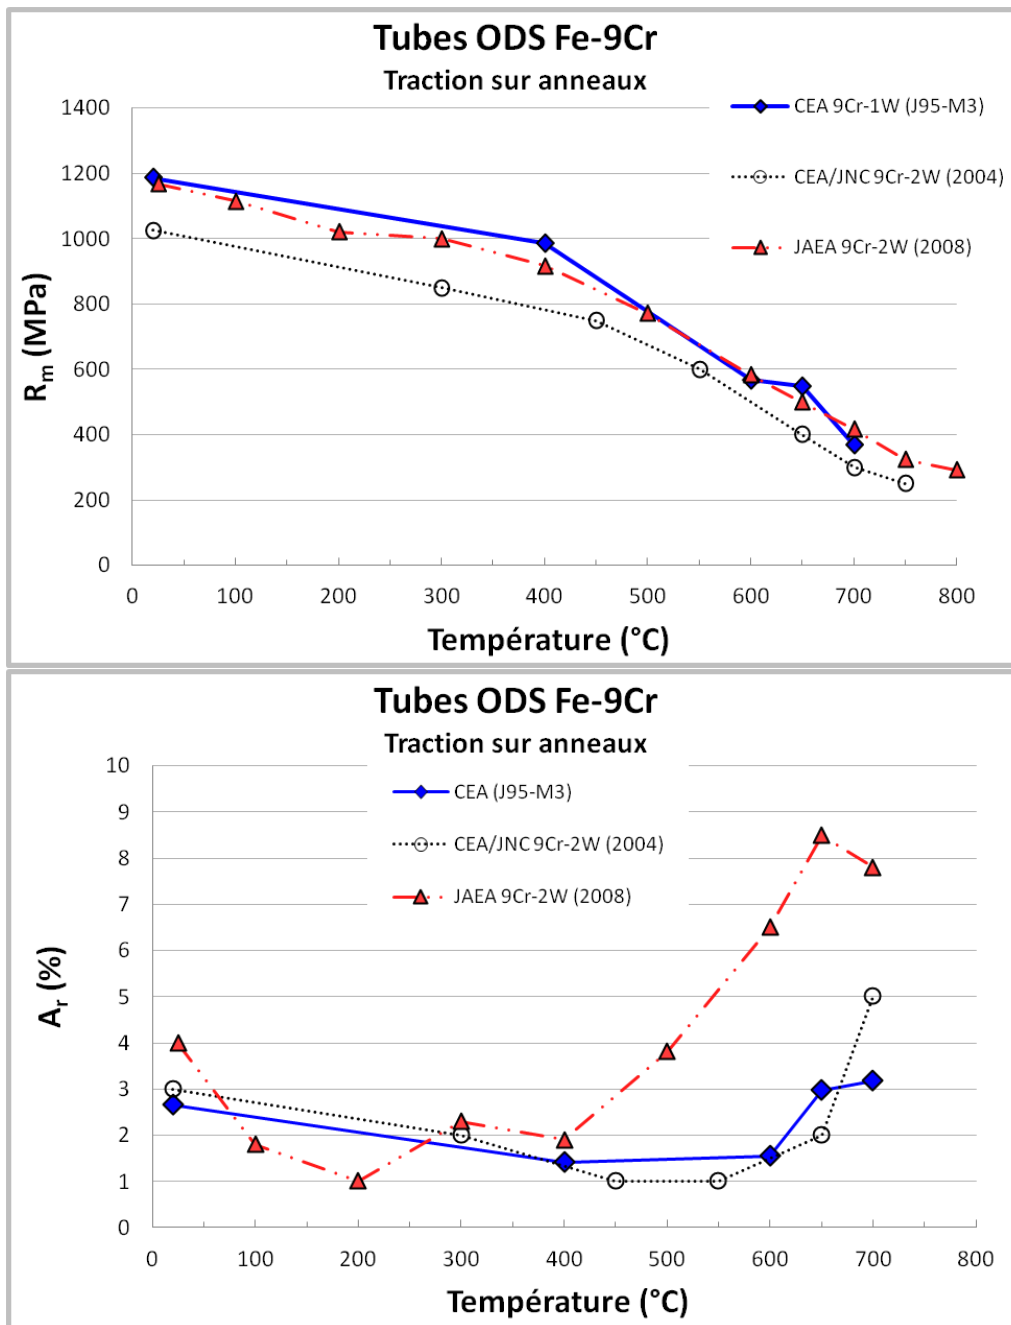 Tubes ODS Fe-9Cr
Traction sur anneaux
CEA 9Cr-1W (J95-M3)
CEA/JNC 9Cr-2W (2004)
JAEA 9Cr-2W (2008)
1400
1200
1000
800
600
400
200
0
Rm (MPa)
0 100 200 300 400 500 600 700 800
Température (°C)
Tubes ODS Fe-9Cr
Traction sur anneaux
CEA (J95-M3)
CEA/JNC 9Cr-2W (2004)
JAEA 9Cr-2W (2008)
10
9
8
7
6
5
4
3
2
1
0
Ar (%)
0 100 200 300 400 500 600 700 800
Température (°C)